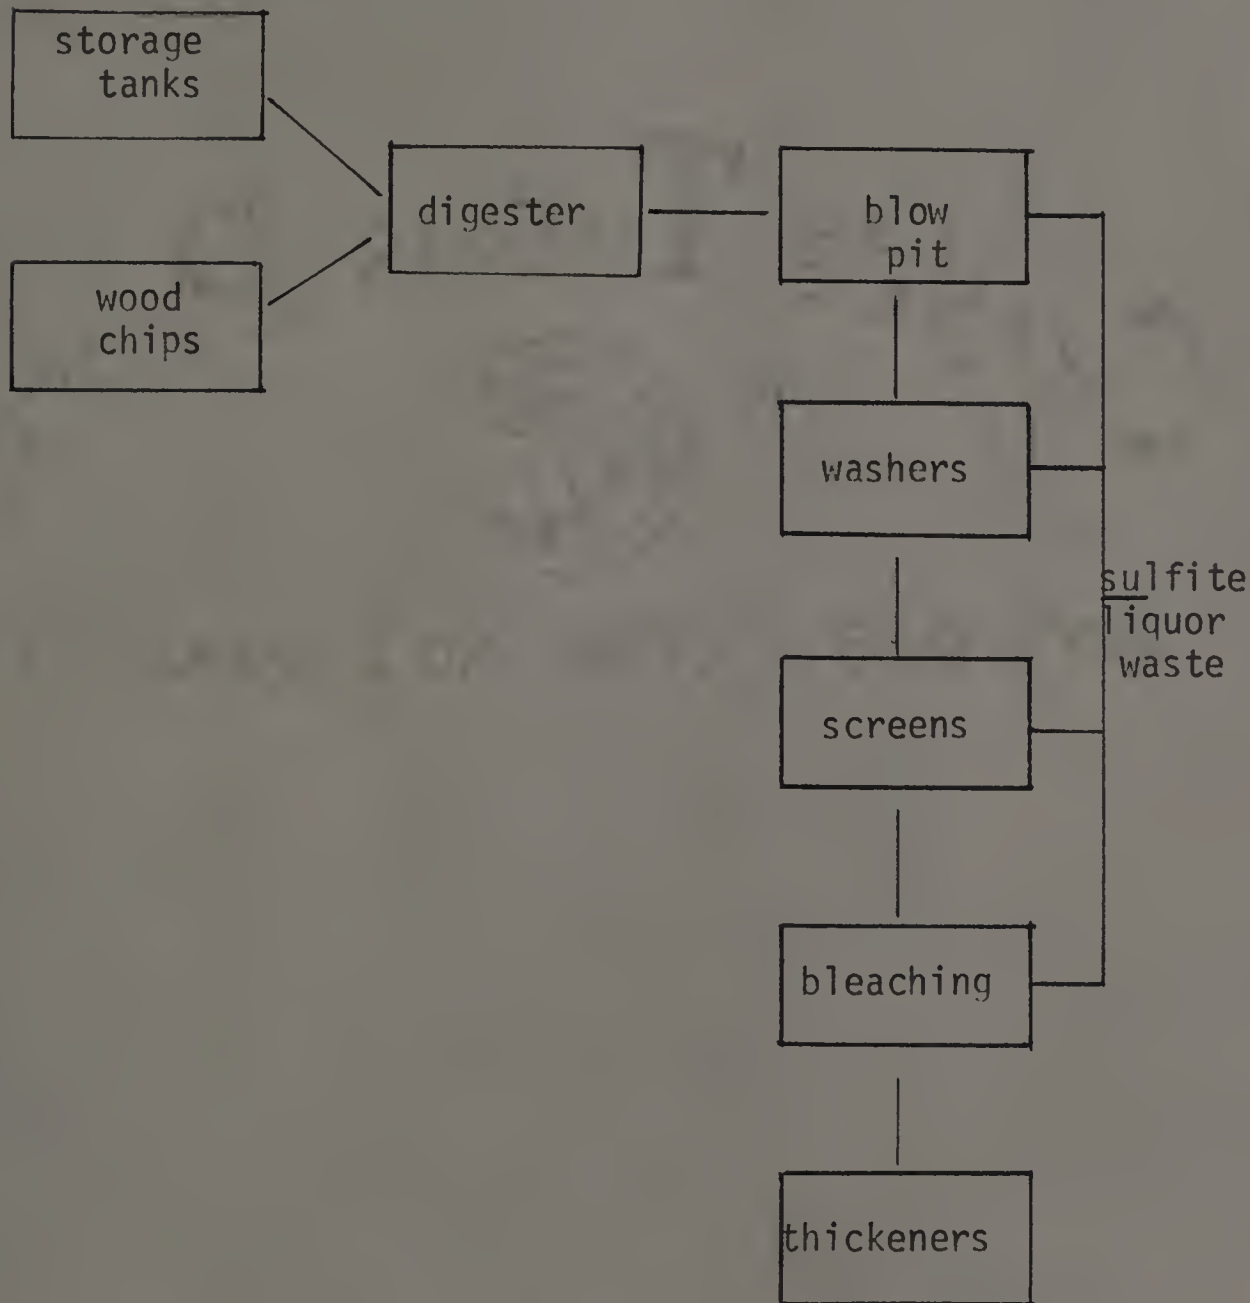 storage
tanks
wood
chips
digester
blow
pit
washers
sulfite
liquor
waste
screens
bleaching
thickeners